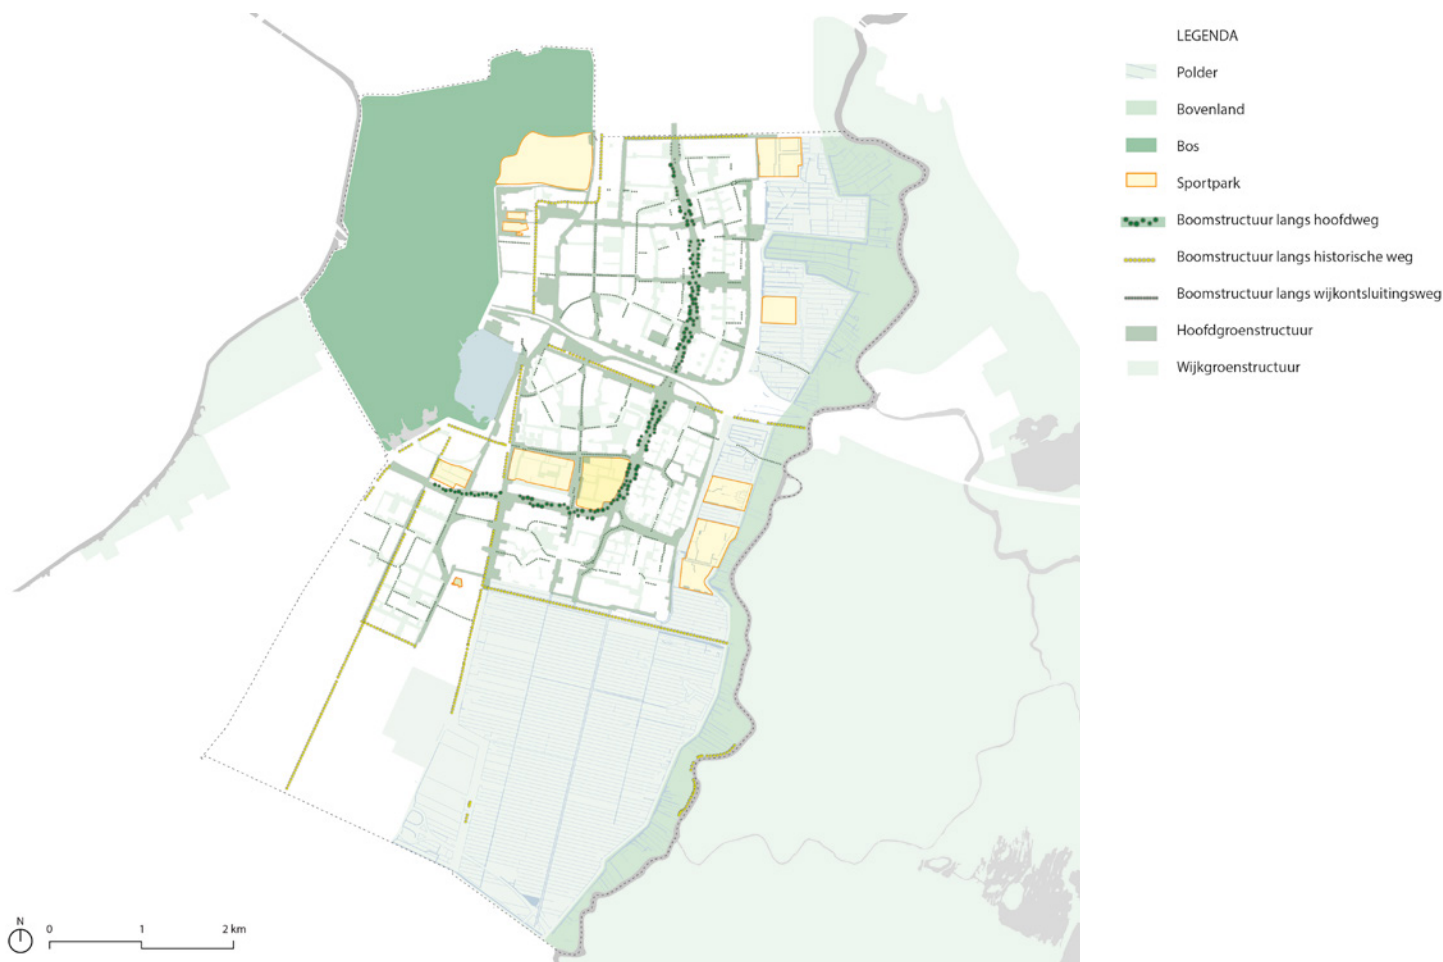 LEGENDA
Polder
Bovenland
Bos
Sportpark
Boomstructuur langs hoofdweg
Boomstructuur langs historische weg
Boomstructuur langs wijkontsluitingsweg
Hoofdgroenstructuur
Wijkgroenstructuur
N
0 1 2 km